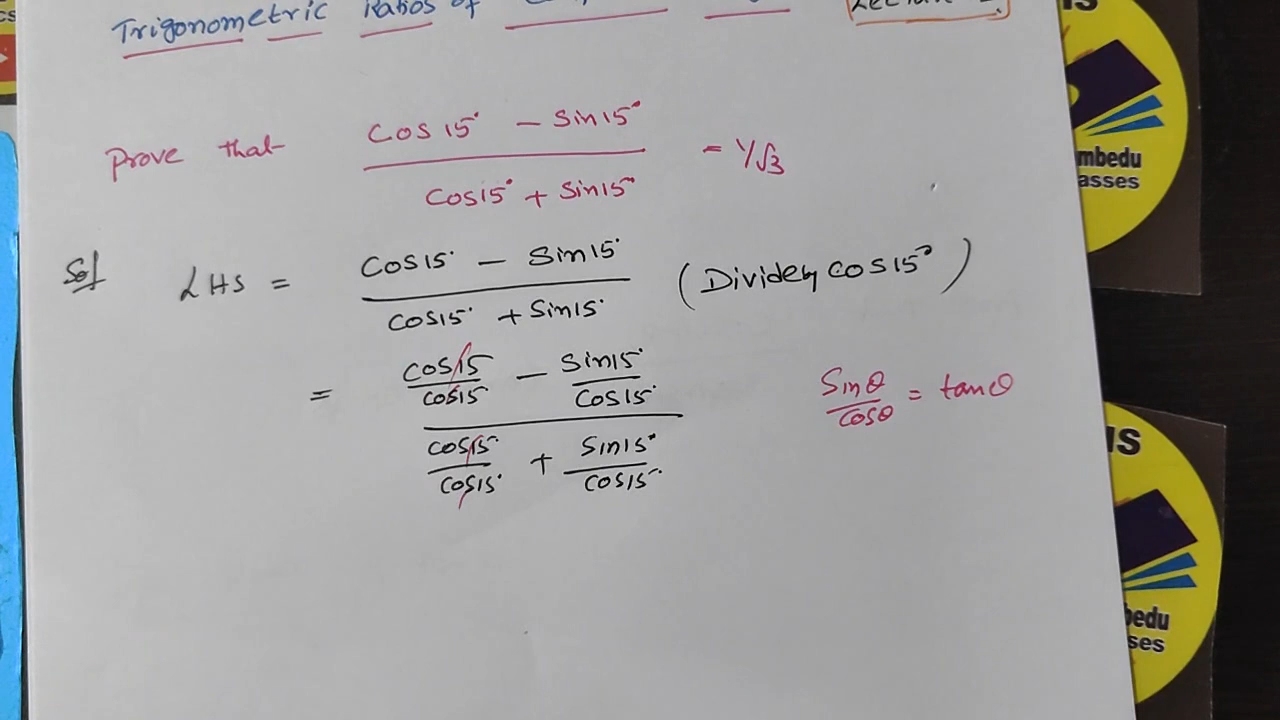 Trigonometric Ratios of
Prove that cos 15° - sin 15° / cos 15° + sin 15° = 1/√3
Sol LHS = cos 15° - sin 15° / cos 15° + sin 15° (Divide by cos 15°)
= cos 15 / cos 15 - sin 15° / cos 15° / cos 15° / cos 15° + sin 15° / cos 15°
sin θ / cos θ = tan θ
mbedu
asses
IS
bedu
ses